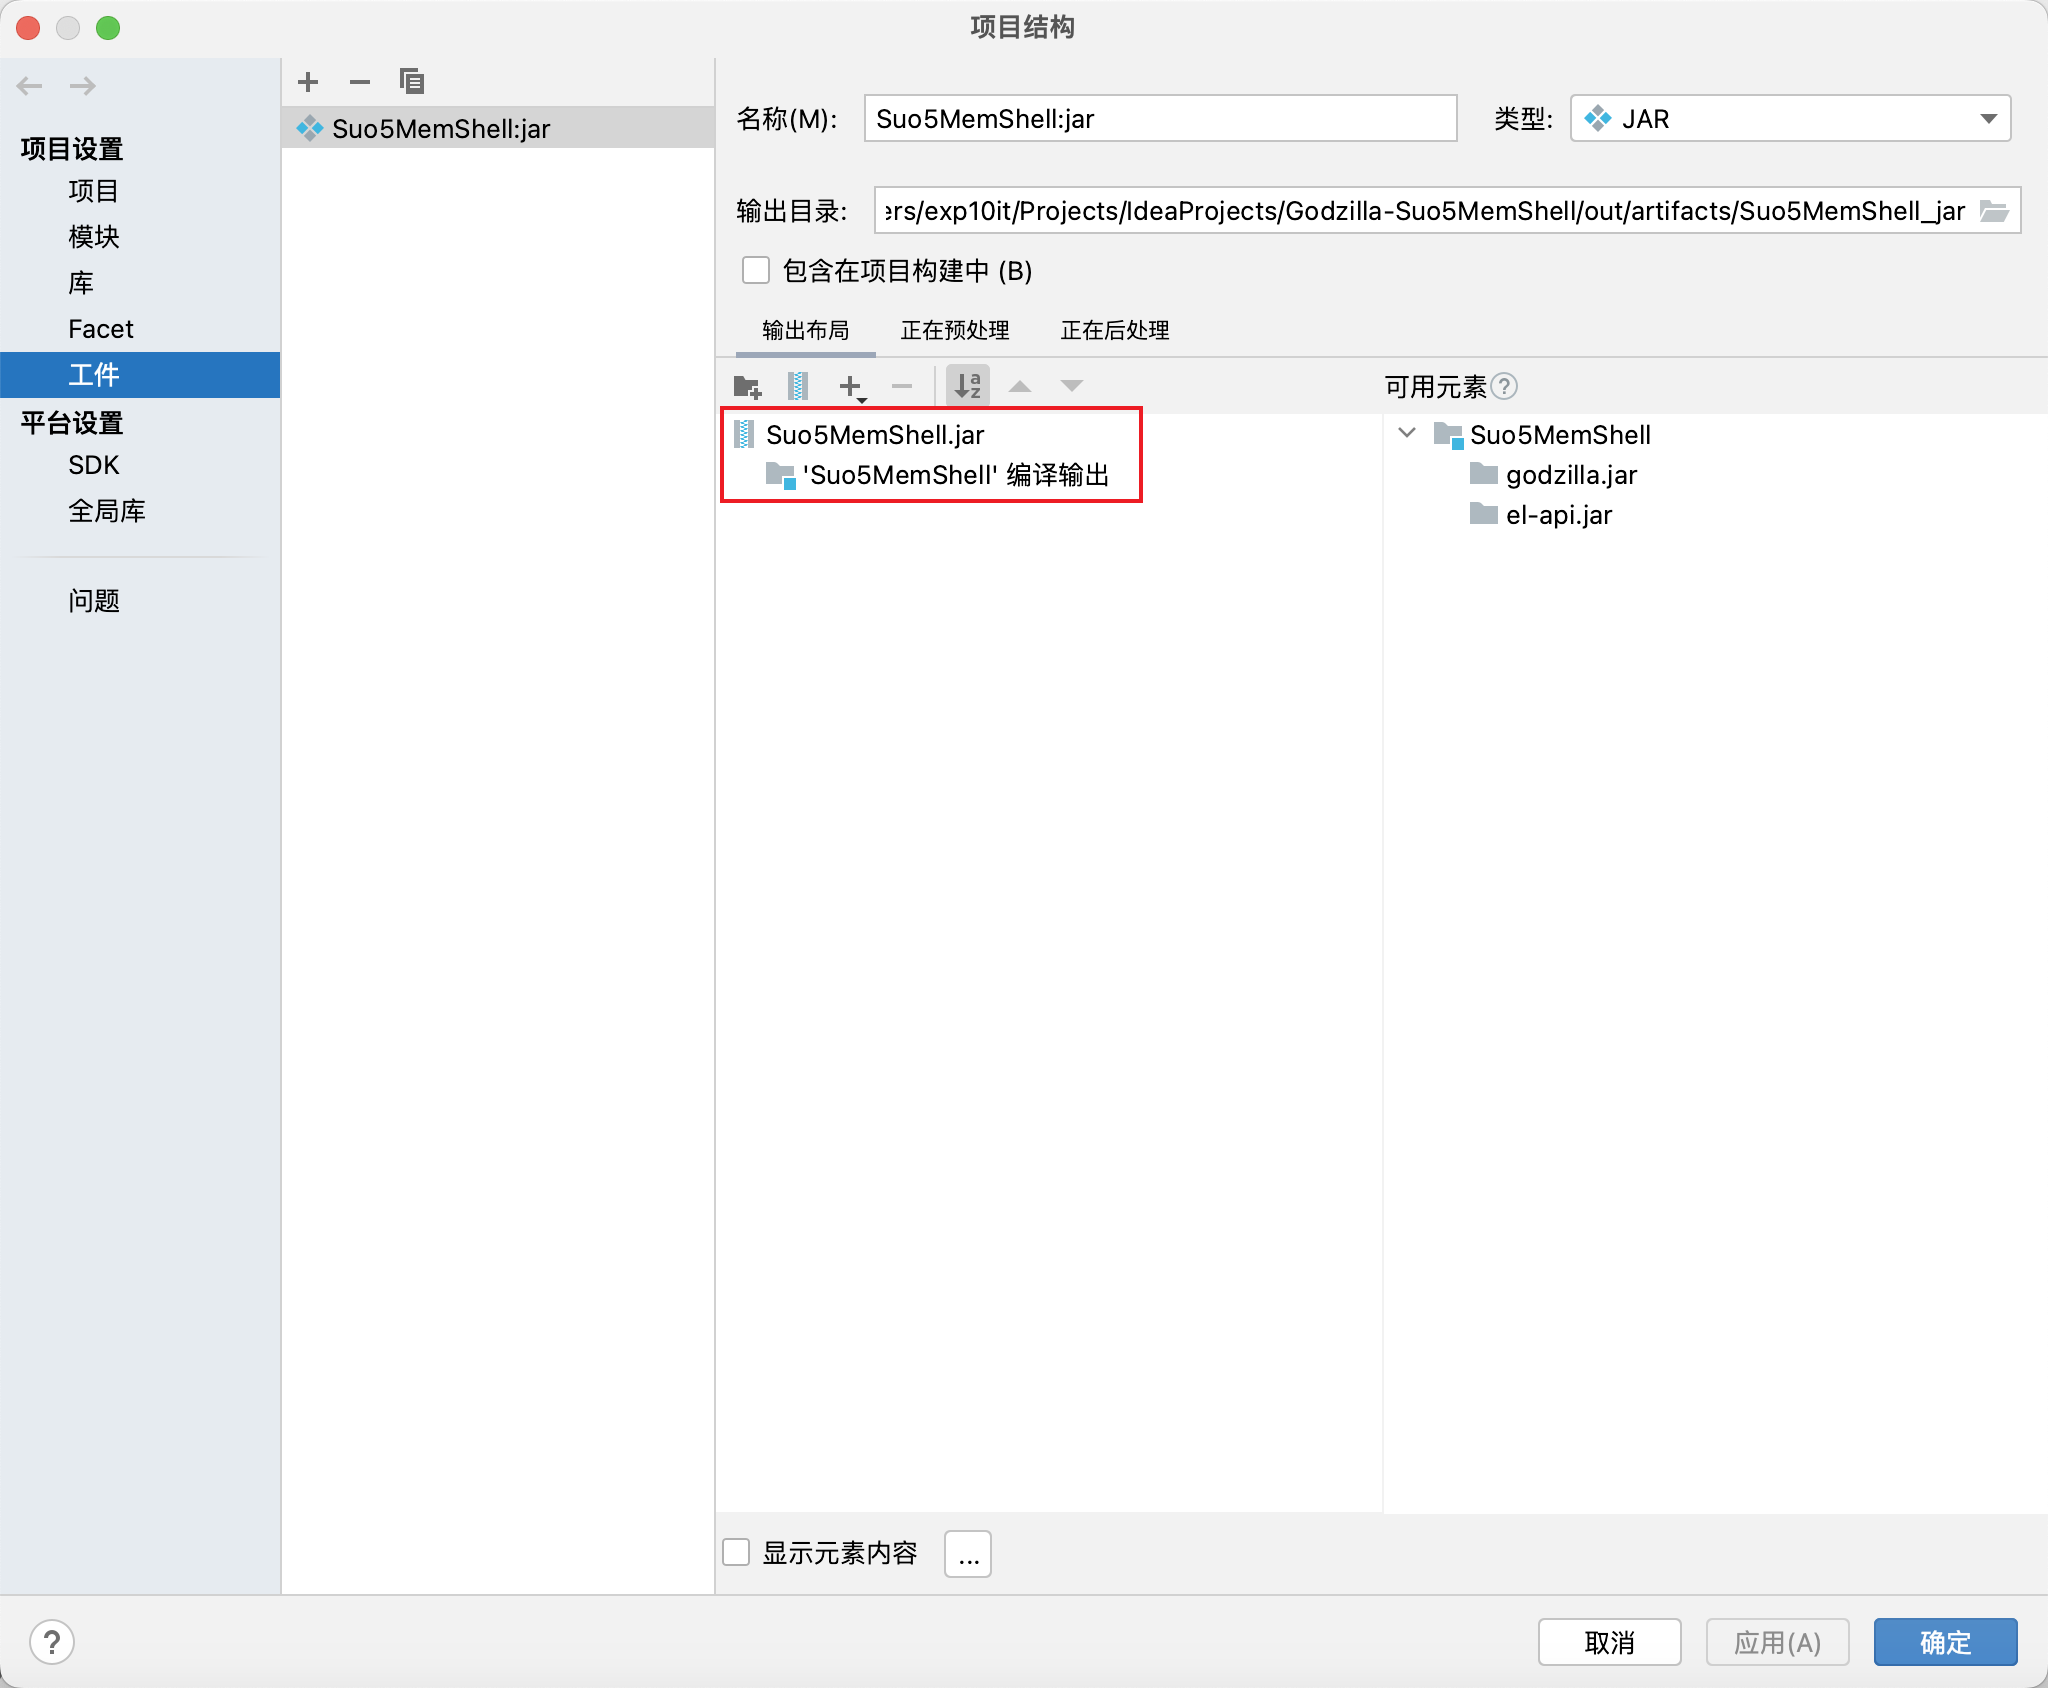 项目结构
项目设置
项目
模块
库
Facet
工件
平台设置
SDK
全局库
问题
Suo5MemShell:jar
名称(M): Suo5MemShell:jar 类型: JAR
输出目录: ers/exp10it/Projects/IdeaProjects/Godzilla-Suo5MemShell/out/artifacts/Suo5MemShell_jar
包含在项目构建中 (B)
输出布局 正在预处理 正在后处理
可用元素 ?
Suo5MemShell.jar
'Suo5MemShell' 编译输出
Suo5MemShell
godzilla.jar
el-api.jar
显示元素内容 ...
? 取消 应用(A) 确定